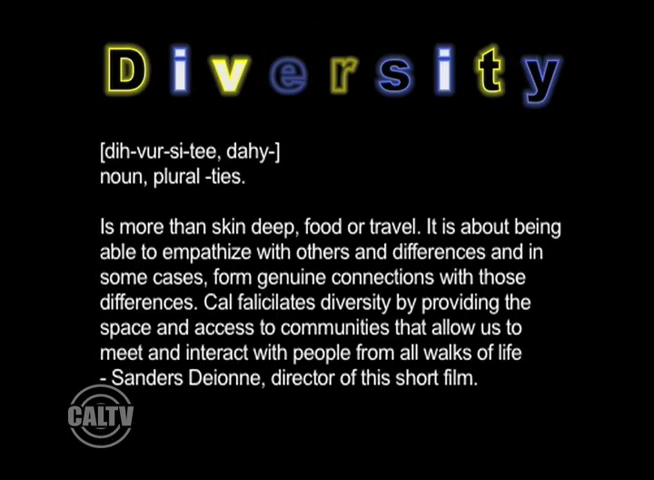 Diversity
[dih-vur-si-tee, dahy-]
noun, plural -ties.
Is more than skin deep, food or travel. It is about being
able to empathize with others and differences and in
some cases, form genuine connections with those
differences. Cal falicilates diversity by providing the
space and access to communities that allow us to
meet and interact with people from all walks of life
- Sanders Deionne, director of this short film.
CALTV